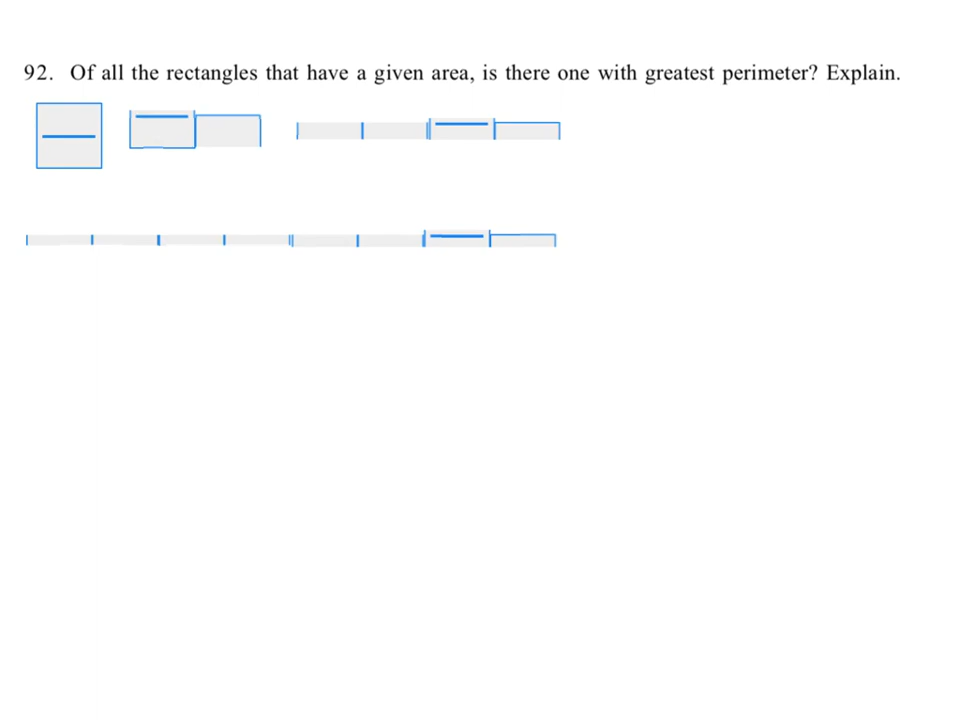 92. Of all the rectangles that have a given area, is there one with greatest perimeter? Explain.